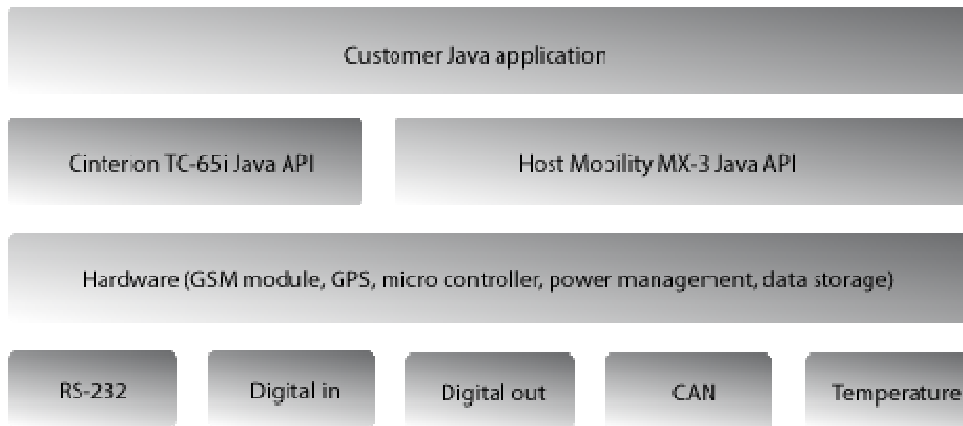 Customer Java application
Cinterion TC-65i Java API
Host Mobility MX-3 Java API
Hardware (GSM module, GPS, micro controller, power management, data storage)
RS-232
Digital in
Digital out
CAN
Temperature